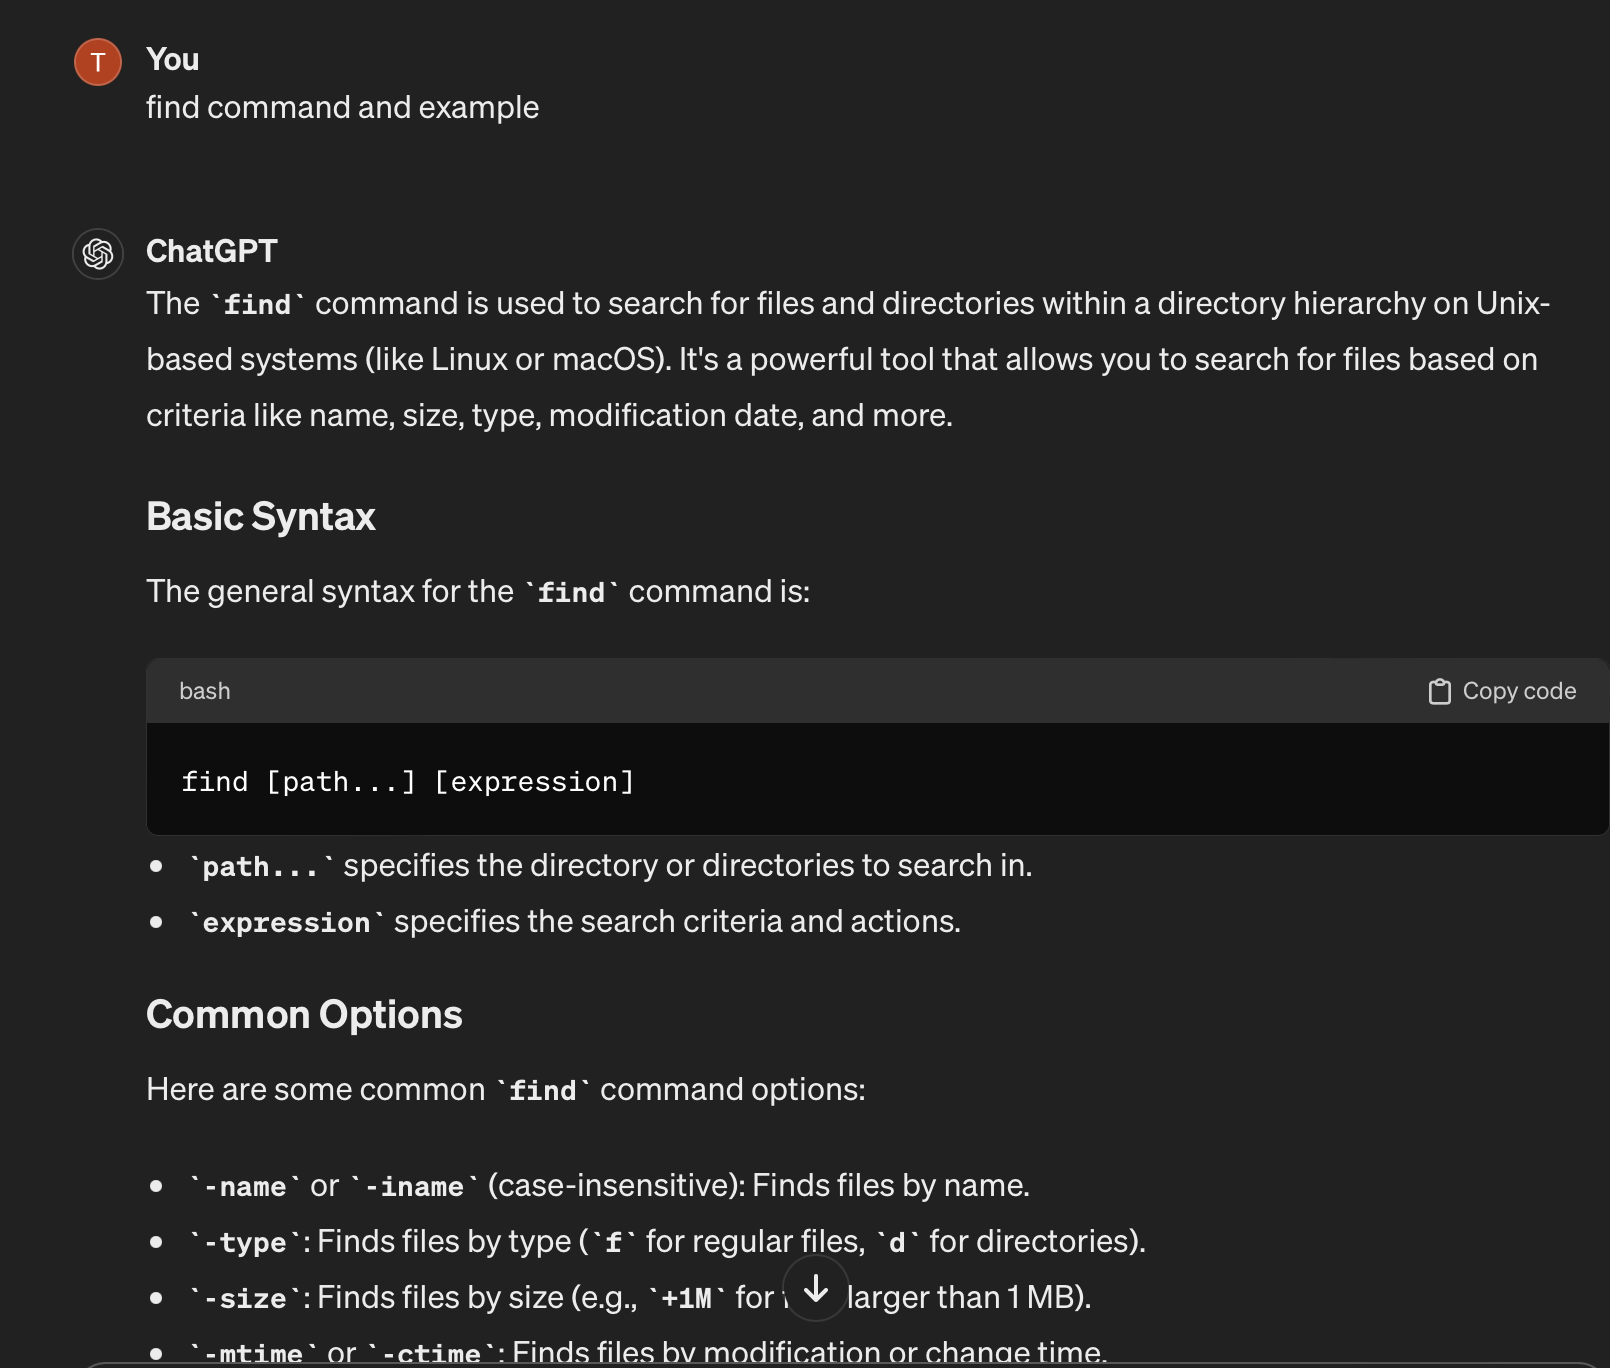 T
You
find command and example
ChatGPT
The `find` command is used to search for files and directories within a directory hierarchy on Unix-
based systems (like Linux or macOS). It's a powerful tool that allows you to search for files based on
criteria like name, size, type, modification date, and more.
Basic Syntax
The general syntax for the `find` command is:
bash Copy code
find [path...] [expression]
• `path...` specifies the directory or directories to search in.
• `expression` specifies the search criteria and actions.
Common Options
Here are some common `find` command options:
• `-name` or `-iname` (case-insensitive): Finds files by name.
• `-type`: Finds files by type (`f` for regular files, `d` for directories).
• `-size`: Finds files by size (e.g., `+1M` for larger than 1 MB).
• `-mtime` or `-ctime`: Finds files by modification or change time.